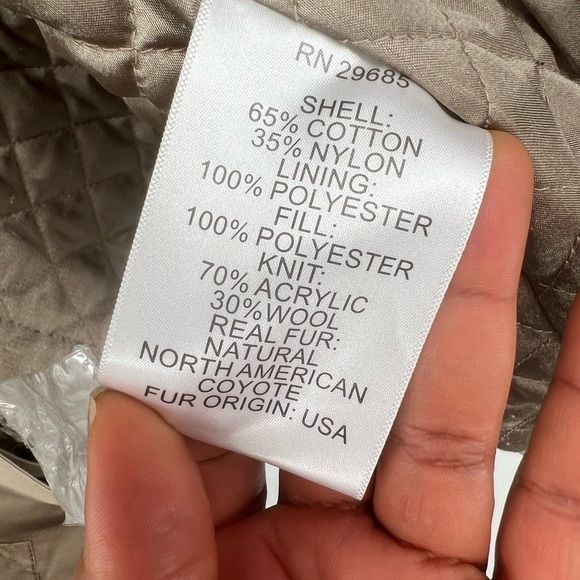 RN 29685
SHELL:
65% COTTON
35% NYLON
LINING:
100% POLYESTER
FILL:
100% POLYESTER
KNIT:
70% ACRYLIC
30% WOOL
REAL FUR:
NATURAL
NORTH AMERICAN
COYOTE
FUR ORIGIN: USA